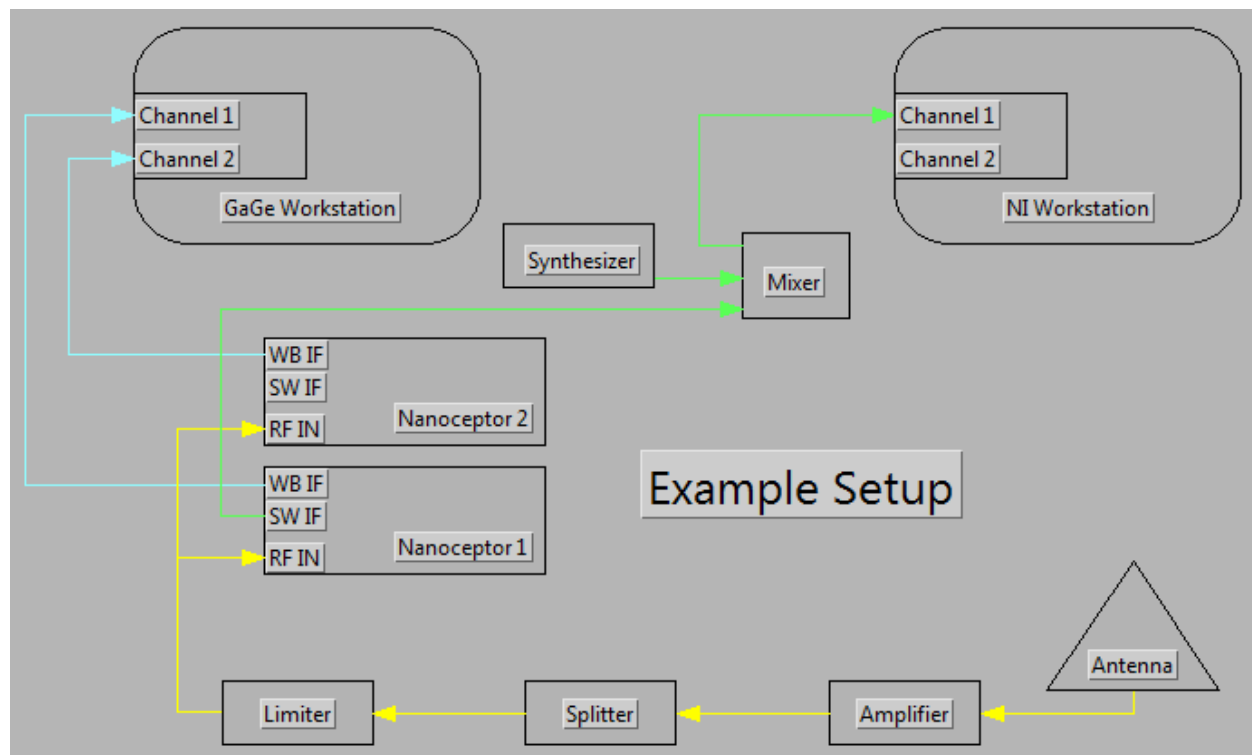 Channel 1
Channel 2
GaGe Workstation
Channel 1
Channel 2
NI Workstation
Synthesizer
Mixer
WB IF
SW IF
RF IN
Nanoceptor 2
WB IF
SW IF
RF IN
Nanoceptor 1
Example Setup
Antenna
Limiter
Splitter
Amplifier